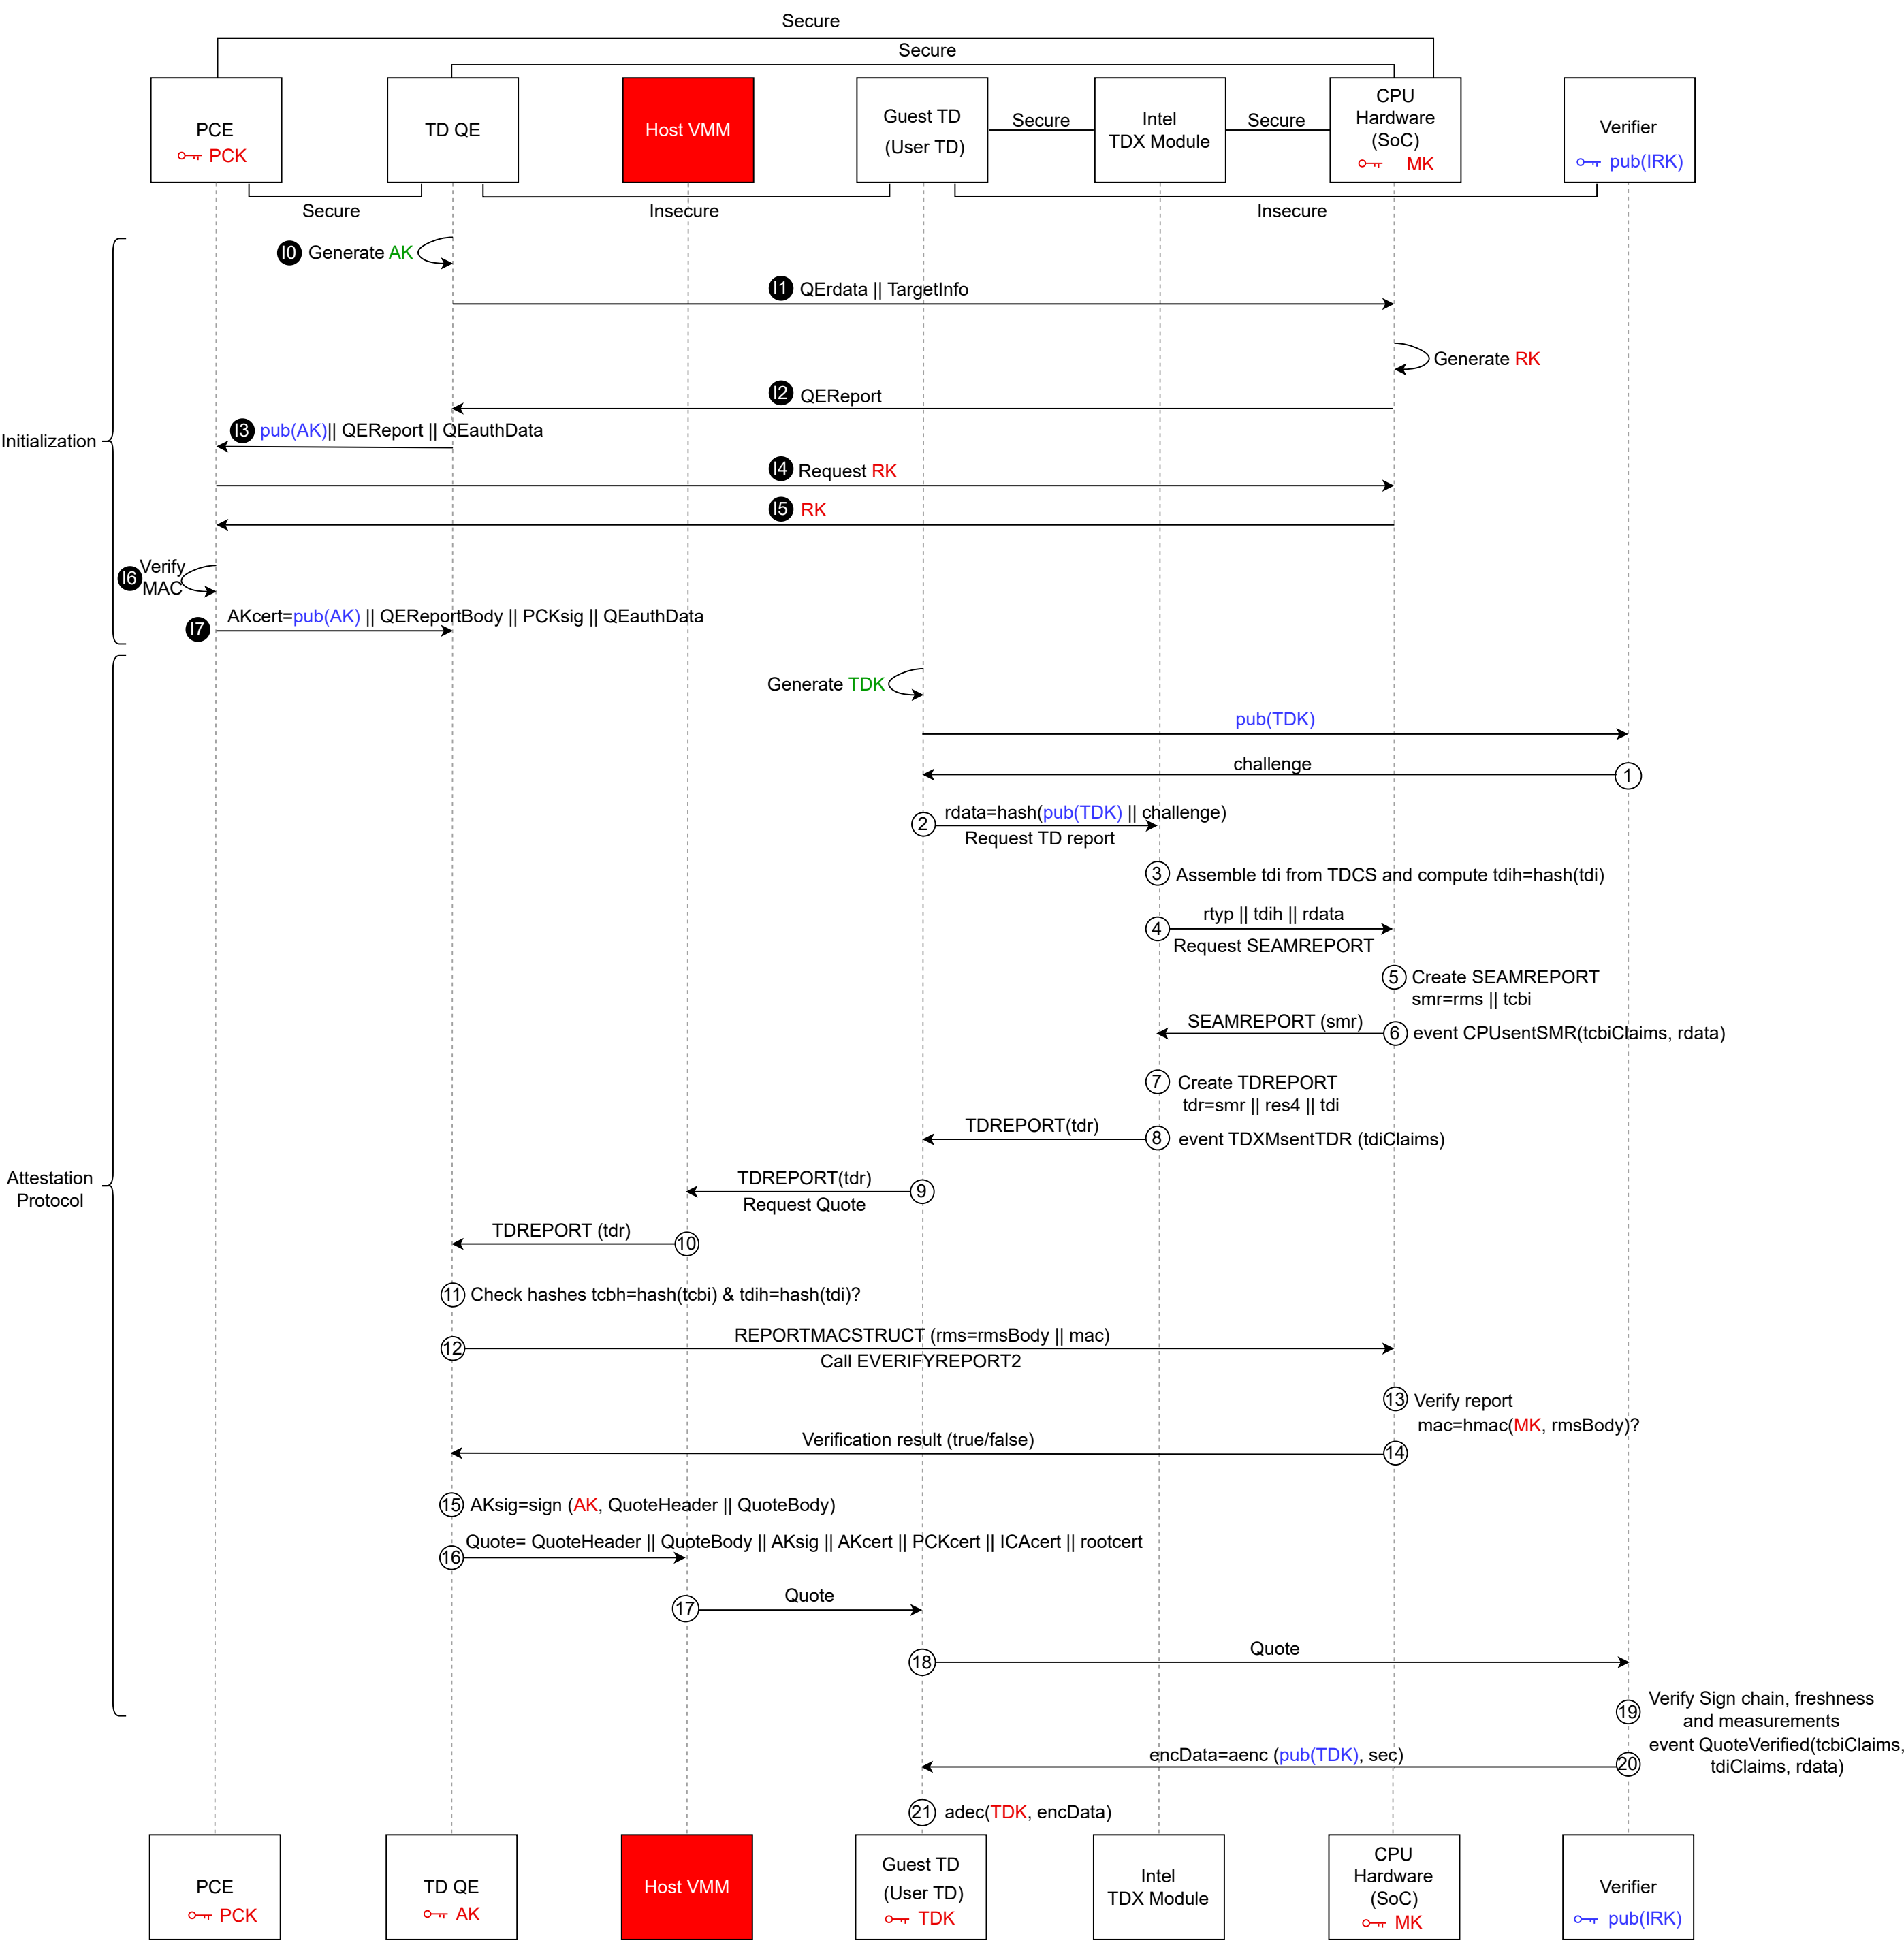 Secure
Secure
PCE
PCK
TD QE
Host VMM
Guest TD
(User TD)
Secure
Intel
TDX Module
Secure
CPU
Hardware
(SoC)
MK
Verifier
pub(IRK)
Secure
Insecure
Insecure
Initialization
I0 Generate AK
I1 QErdata || TargetInfo
Generate RK
I2 QEReport
I3 pub(AK)|| QEReport || QEauthData
I4 Request RK
I5 RK
I6 Verify
MAC
AKcert=pub(AK) || QEReportBody || PCKsig || QEauthData
I7
Attestation
Protocol
Generate TDK
pub(TDK)
challenge
1
2 rdata=hash(pub(TDK) || challenge)
Request TD report
3 Assemble tdi from TDCS and compute tdih=hash(tdi)
rtyp || tdih || rdata
4
Request SEAMREPORT
5 Create SEAMREPORT
smr=rms || tcbi
SEAMREPORT (smr)
6 event CPUsentSMR(tcbiClaims, rdata)
7 Create TDREPORT
tdr=smr || res4 || tdi
TDREPORT(tdr)
8 event TDXMsentTDR (tdiClaims)
TDREPORT(tdr)
9
Request Quote
TDREPORT (tdr)
10
11 Check hashes tcbh=hash(tcbi) & tdih=hash(tdi)?
REPORTMACSTRUCT (rms=rmsBody || mac)
12
Call EVERIFYREPORT2
13 Verify report
mac=hmac(MK, rmsBody)?
Verification result (true/false)
14
15 AKsig=sign (AK, QuoteHeader || QuoteBody)
Quote= QuoteHeader || QuoteBody || AKsig || AKcert || PCKcert || ICAcert || rootcert
16
Quote
17
Quote
18
19 Verify Sign chain, freshness
and measurements
encData=aenc (pub(TDK), sec)
20 event QuoteVerified(tcbiClaims,
tdiClaims, rdata)
21 adec(TDK, encData)
PCE
PCK
TD QE
AK
Host VMM
Guest TD
(User TD)
TDK
Intel
TDX Module
CPU
Hardware
(SoC)
MK
Verifier
pub(IRK)